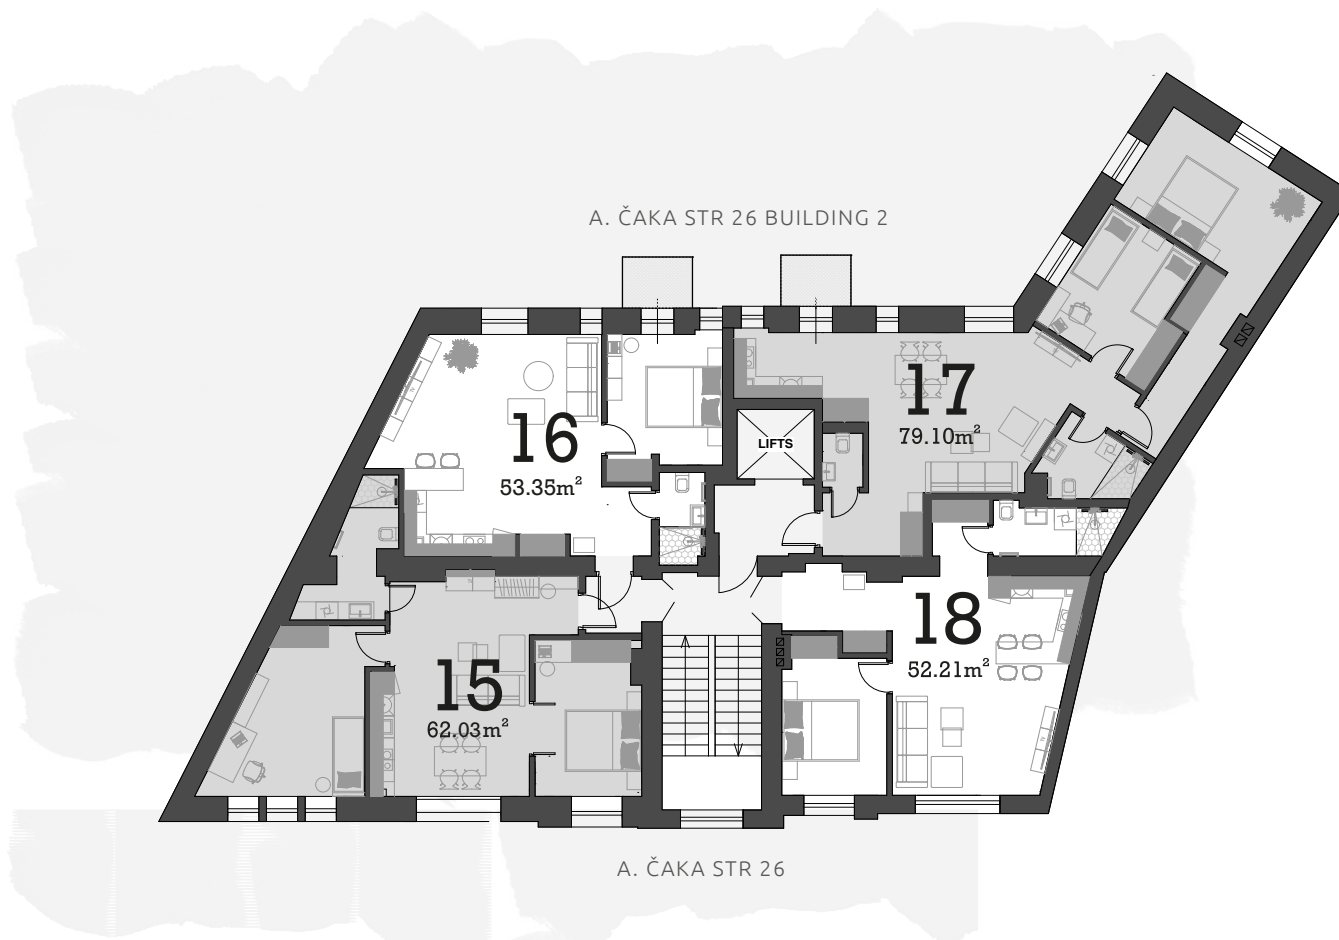 A. ČAKA STR 26 BUILDING 2
17
79.10m²
16
53.35m²
LIFTS
18
52.21m²
15
62.03m²
A. ČAKA STR 26